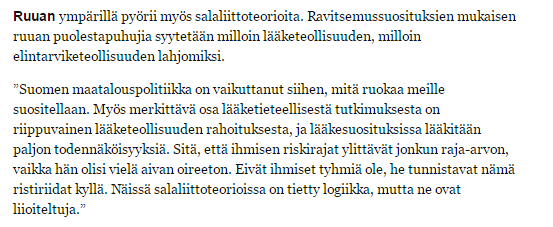 Ruuan ympärillä pyörii myös salaliittoteorioita. Ravitsemussuosituksien mukaisen
ruuan puolestapuhujia syytetään milloin lääketeollisuuden, milloin
elintarviketeollisuuden lahjomiksi.
”Suomen maatalouspolitiikka on vaikuttanut siihen, mitä ruokaa meille
suositellaan. Myös merkittävä osa lääketieteellisestä tutkimuksesta on
riippuvainen lääketeollisuuden rahoituksesta, ja lääkesuosituksissa lääkitään
paljon todennäköisyyksiä. Sitä, että ihmisen riskirajat ylittävät jonkun raja-arvon,
vaikka hän olisi vielä aivan oireeton. Eivät ihmiset tyhmiä ole, he tunnistavat nämä
ristiriidat kyllä. Näissä salaliittoteorioissa on tietty logiikka, mutta ne ovat
liioiteltuja.”